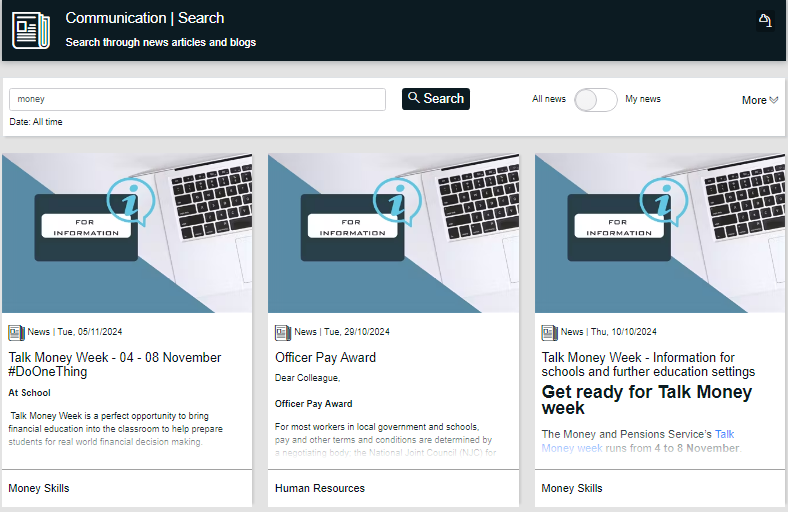 Communication | Search
Search through news articles and blogs
money
Search
All news
My news
More
Date: All time
FOR
INFORMATION
FOR
INFORMATION
FOR
INFORMATION
News | Tue, 05/11/2024
Talk Money Week - 04 - 08 November
#DoOneThing
At School
Talk Money Week is a perfect opportunity to bring
financial education into the classroom to help prepare
students for real world financial decision making.
Money Skills
News | Tue, 29/10/2024
Officer Pay Award
Dear Colleague,
Officer Pay Award
For most workers in local government and schools,
pay and other terms and conditions are determined by
a negotiating body; the National Joint Council (NJC) for
Human Resources
News | Thu, 10/10/2024
Talk Money Week - Information for
schools and further education settings
Get ready for Talk Money
week
The Money and Pensions Service's Talk
Money week runs from 4 to 8 November
Money Skills